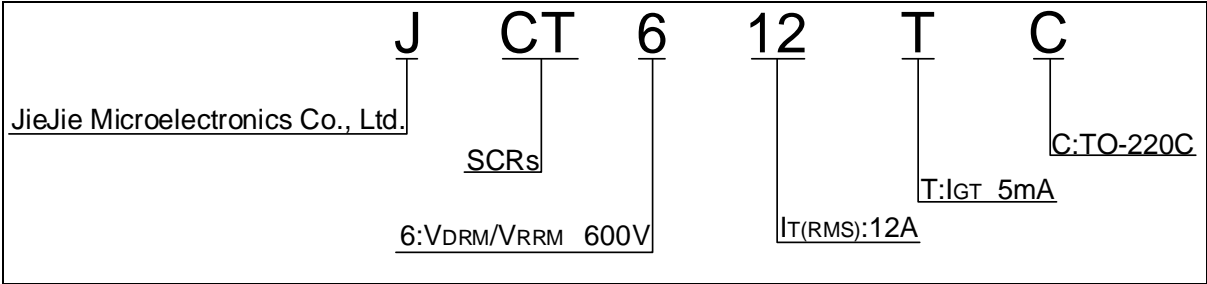 J CT 6 12 T C
JieJie Microelectronics Co., Ltd.
C:TO-220C
SCRs
T:IGT 5mA
6:VDRM/VRRM 600V
IT(RMS):12A